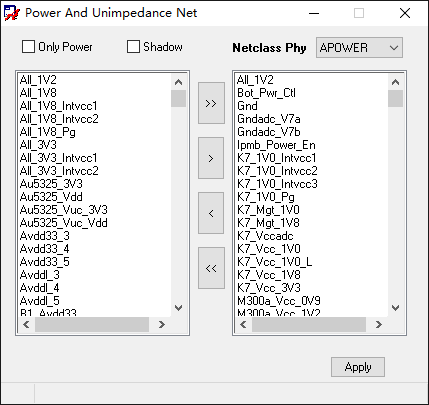 Power And Unimpedance Net
Only Power
Shadow
Netclass Phy
APOWER
All_1V2
All_1V8
All_1V8_Intvcc1
All_1V8_Intvcc2
All_1V8_Pg
All_3V3
All_3V3_Intvcc1
All_3V3_Intvcc2
Au5325_3V3
Au5325_Vdd
Au5325_Vuc_3V3
Au5325_Vuc_Vdd
Avdd33_3
Avdd33_4
Avdd33_5
Avddl_3
Avddl_4
Avddl_5
B1_Avdd33
>>
>
<
<<
All_1V2
Bot_Pwr_Ctl
Gnd
Gndadc_V7a
Gndadc_V7b
Ipmb_Power_En
K7_1V0_Intvcc1
K7_1V0_Intvcc2
K7_1V0_Intvcc3
K7_1V0_Pg
K7_Mgt_1V0
K7_Mgt_1V8
K7_Vccadc
K7_Vcc_1V0
K7_Vcc_1V0_L
K7_Vcc_1V8
K7_Vcc_3V3
M300a_Vcc_0V9
M300a_Vcc_1V2
Apply